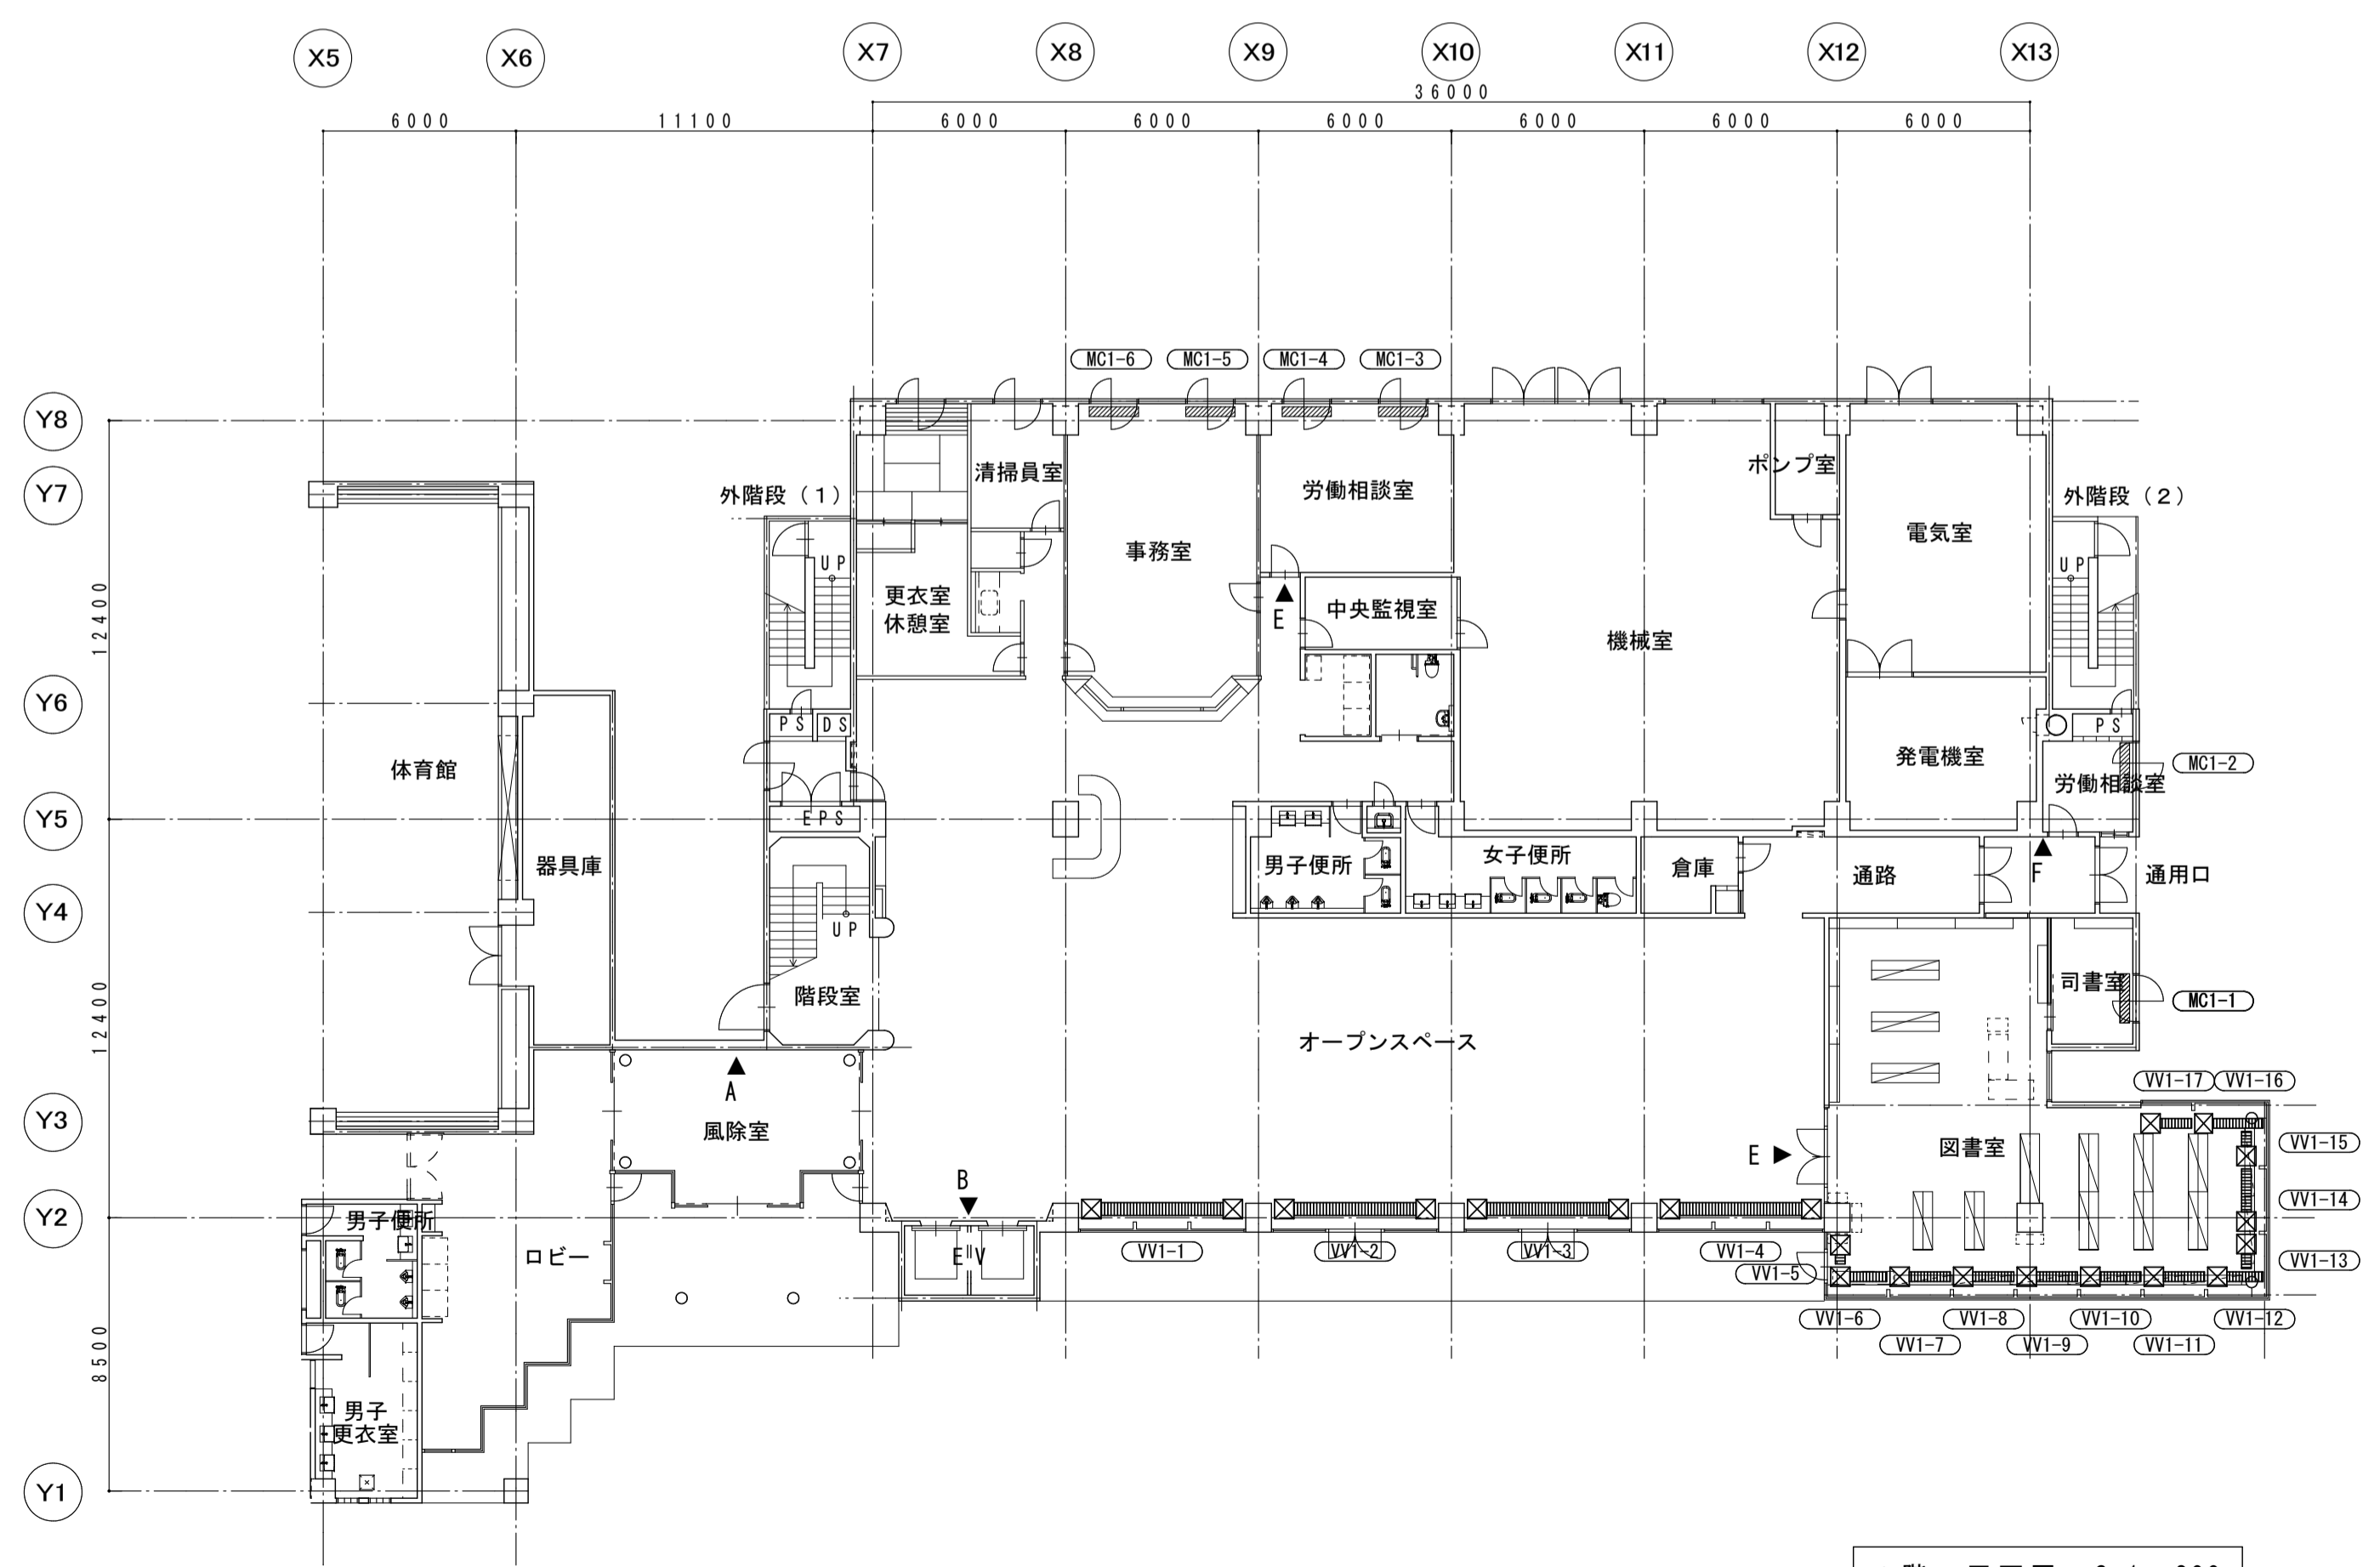 X5 X6 X7 X8 X9 X10 X11 X12 X13
36000
6000 11100 6000 6000 6000 6000 6000 6000
MC1-6 MC1-5 MC1-4 MC1-3
Y8
Y7
Y6
Y5
Y4
Y3
Y2
Y1
12400
12400
8500
清掃員室
ポンプ室
労働相談室
外階段（1）
外階段（2）
電気室
事務室
UP
UP
更衣室
休憩室
中央監視室
E
機械室
PS DS
PS
体育館
発電機室
MC1-2
労働相談室
EPS
器具庫
男子便所
女子便所
倉庫
通路
F
通用口
UP
階段室
司書室
MC1-1
オープンスペース
A
風除室
VV1-17 VV1-16
図書室
VV1-15
E
B
VV1-14
男子便所
ロビー
EV
VV1-1 VV1-2 VV1-3 VV1-4
VV1-5
VV1-13
VV1-6 VV1-8 VV1-10 VV1-12
VV1-7 VV1-9 VV1-11
男子
更衣室